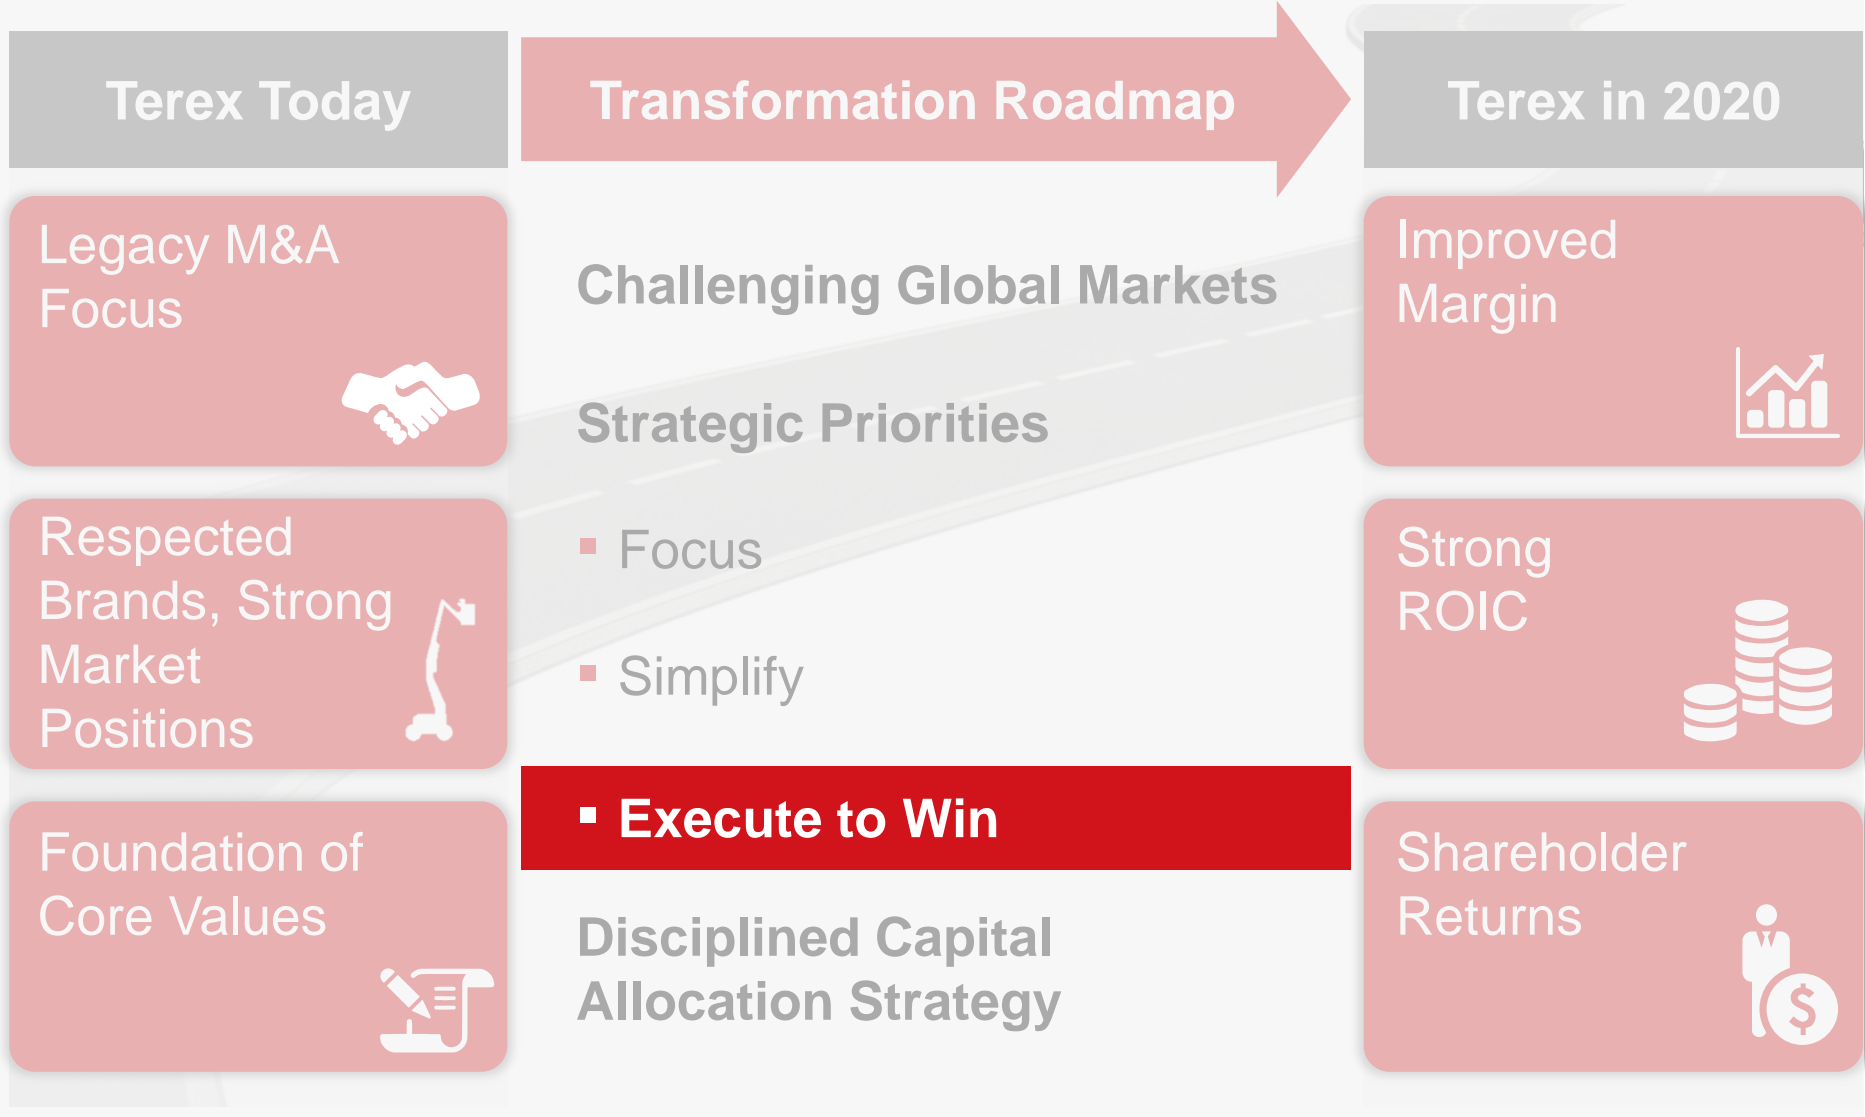 Terex Today
Transformation Roadmap
Terex in 2020
Legacy M&A
Focus
Respected
Brands, Strong
Market
Positions
Foundation of
Core Values
Challenging Global Markets
Strategic Priorities
▪ Focus
▪ Simplify
▪ Execute to Win
Disciplined Capital
Allocation Strategy
Improved
Margin
Strong
ROIC
Shareholder
Returns
$